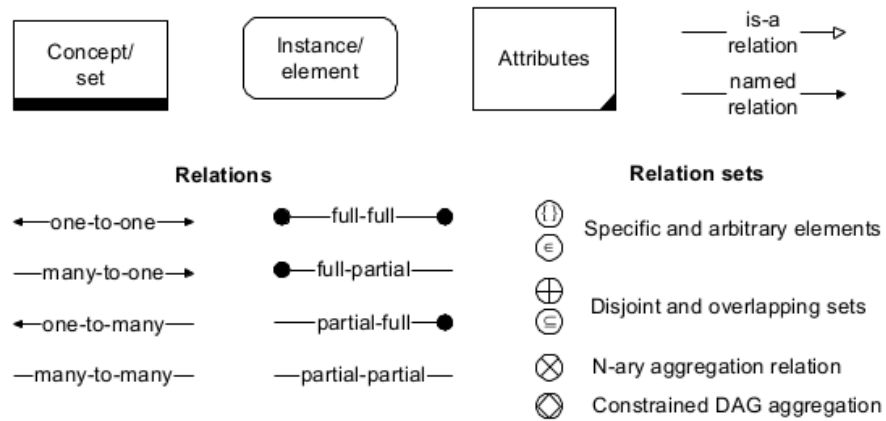 Concept/
set
Instance/
element
Attributes
is-a
relation
named
relation
Relations
Relation sets
one-to-one
full-full
{ }
∈
Specific and arbitrary elements
many-to-one
full-partial
one-to-many
partial-full
⊆
Disjoint and overlapping sets
many-to-many
partial-partial
N-ary aggregation relation
Constrained DAG aggregation